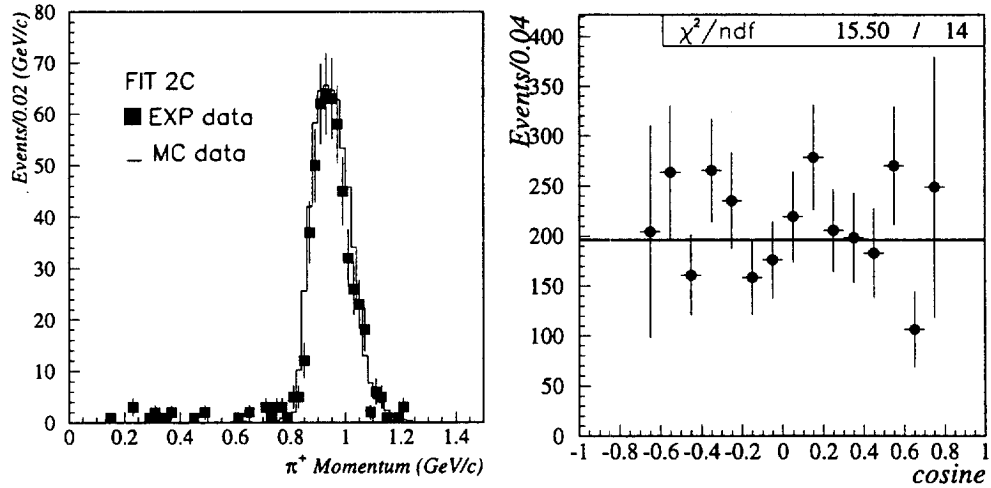 Events/0.02 (GeV/c)
80
70
60
50
40
30
20
10
0
FIT 2C
■ EXP data
— MC data
0 0.2 0.4 0.6 0.8 1 1.2 1.4
π⁺ Momentum (GeV/c)
Events/0.04
400
350
300
250
200
150
100
50
0
χ²/ndf 15.50 / 14
-1 -0.8 -0.6 -0.4 -0.2 0 0.2 0.4 0.6 0.8 1
cosine